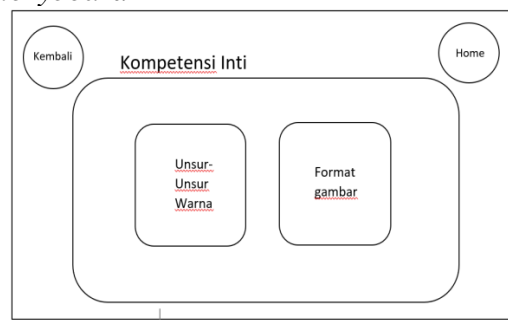 Kembali
Home
Kompetensi Inti
Unsur-
Unsur
Warna
Format
gambar